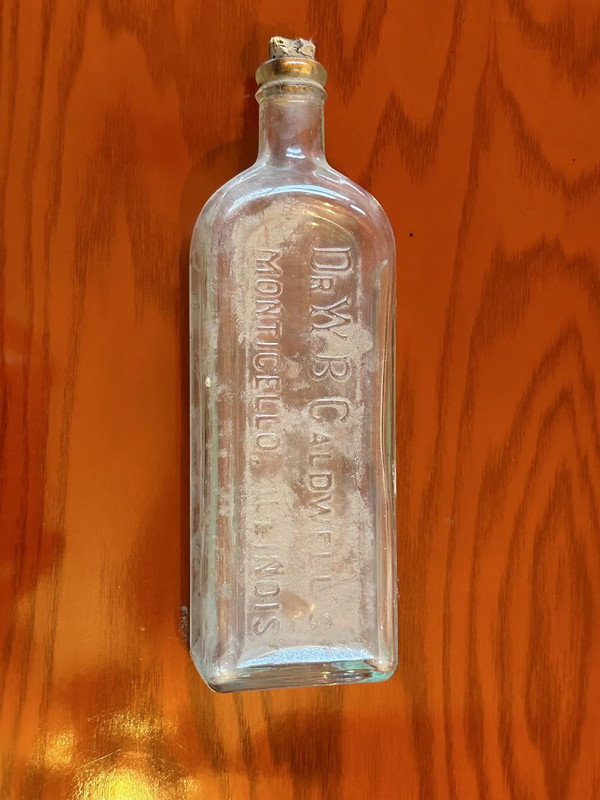 DR W. B. CALDWELL'S
MONTICELLO, ILLINOIS